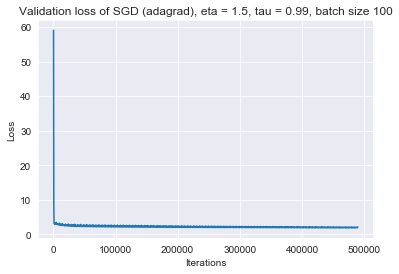 Validation loss of SGD (adagrad), eta = 1.5, tau = 0.99, batch size 100
60
50
40
30
20
10
0
Loss
0 100000 200000 300000 400000 500000
Iterations